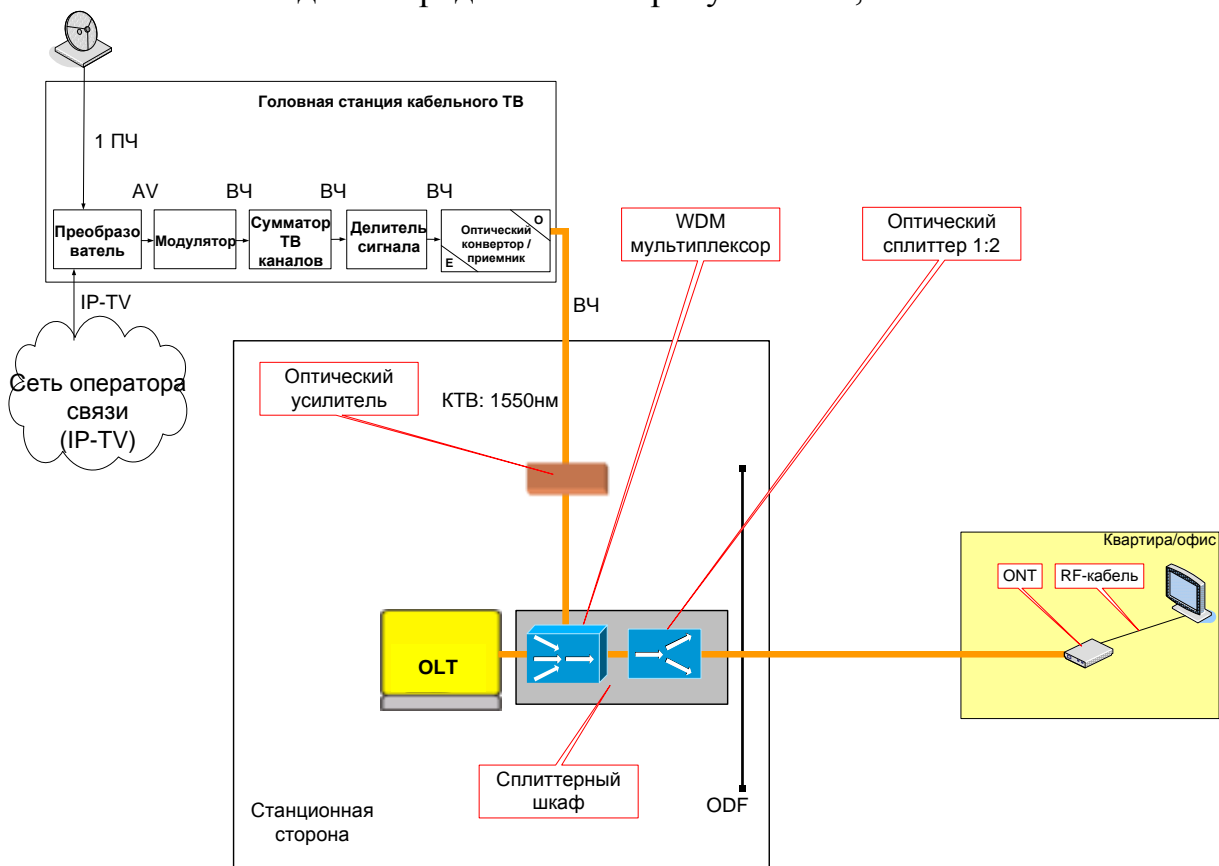 Головная станция кабельного ТВ
1 ПЧ
AV
ВЧ
ВЧ
ВЧ
Преобразо
ватель
Модулятор
Сумматор
ТВ
каналов
Делитель
сигнала
О
Оптический
конвертор /
приемник
Е
WDM
мультиплексор
Оптический
сплиттер 1:2
IP-TV
ВЧ
Сеть оператора
связи
(IP-TV)
Оптический
усилитель
КТВ: 1550нм
Квартира/офис
ONT
RF-кабель
OLT
Сплиттерный
шкаф
ODF
Станционная
сторона